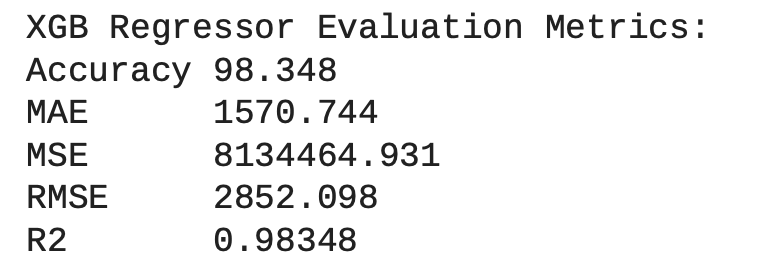 XGB Regressor Evaluation Metrics:
Accuracy 98.348
MAE      1570.744
MSE      8134464.931
RMSE     2852.098
R2       0.98348